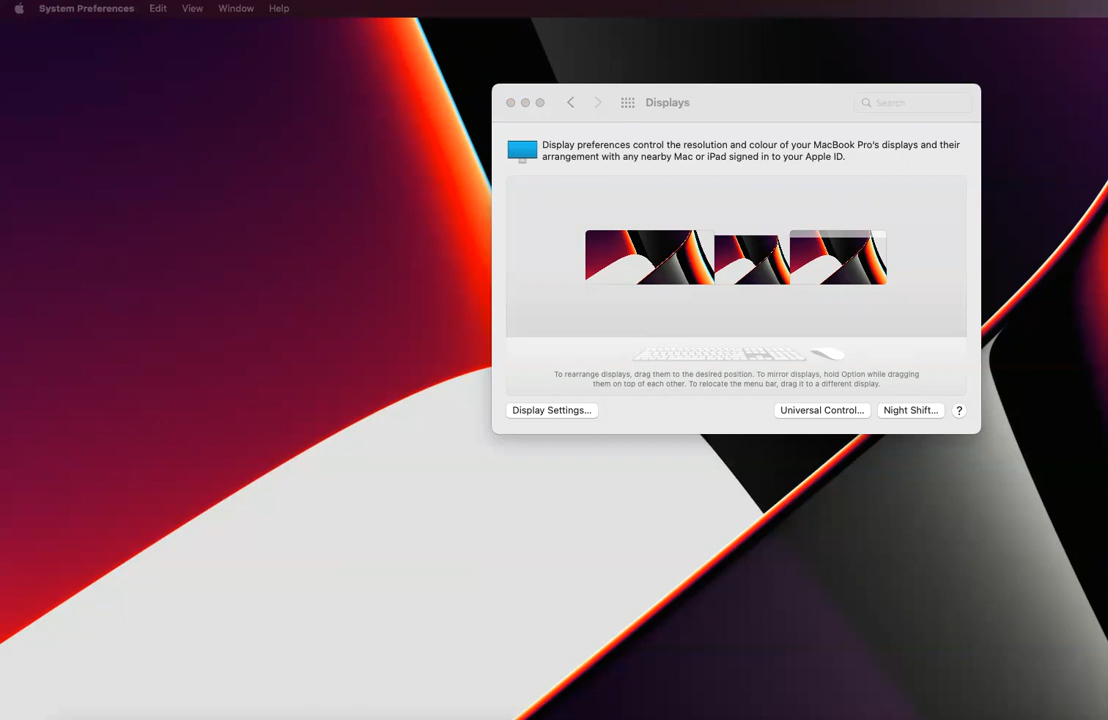 System Preferences Edit View Window Help
Displays
Search
Display preferences control the resolution and colour of your MacBook Pro's displays and their
arrangement with any nearby Mac or iPad signed in to your Apple ID.
To rearrange displays, drag them to the desired position. To mirror displays, hold Option while dragging
them on top of each other. To relocate the menu bar, drag it to a different display.
Display Settings... Universal Control... Night Shift... ?